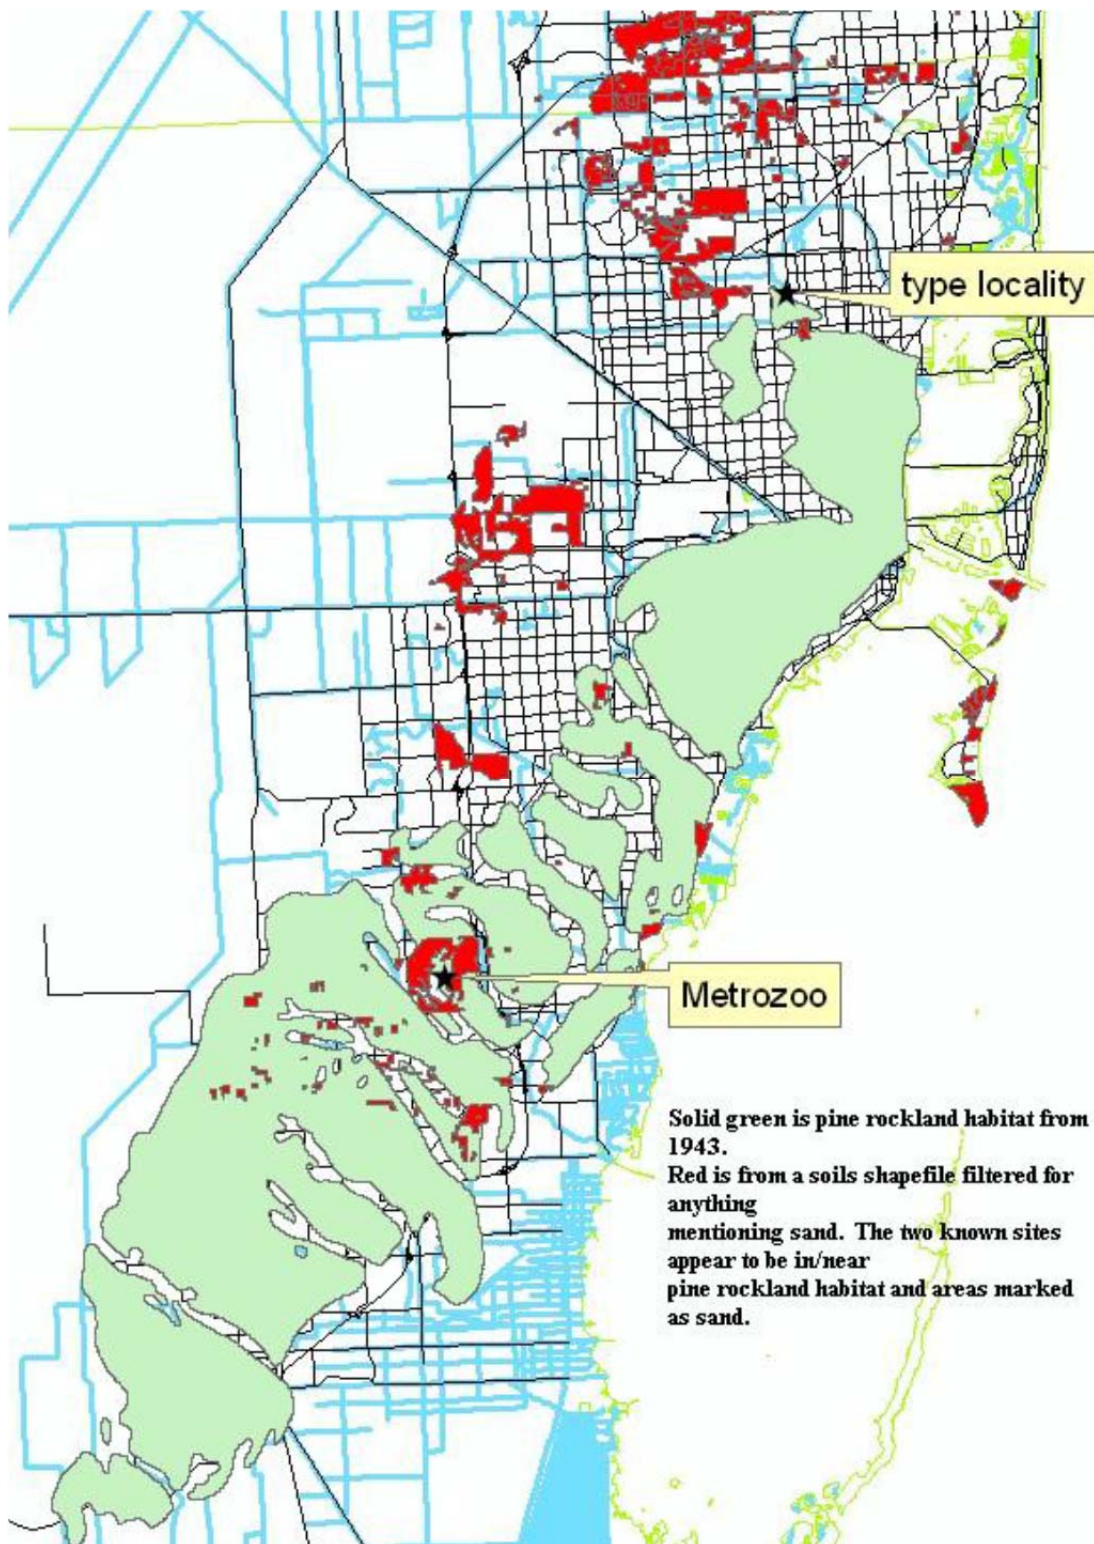 type locality
Metrozoo
Solid green is pine rockland habitat from
1943.
Red is from a soils shapefile filtered for
anything
mentioning sand.  The two known sites
appear to be in/near
pine rockland habitat and areas marked
as sand.